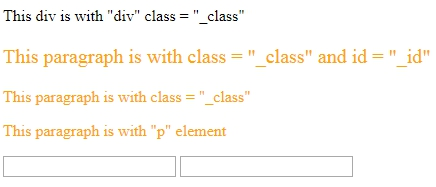 This div is with "div" class = "_class"
This paragraph is with class = "_class" and id = "_id"
This paragraph is with class = "_class"
This paragraph is with "p" element